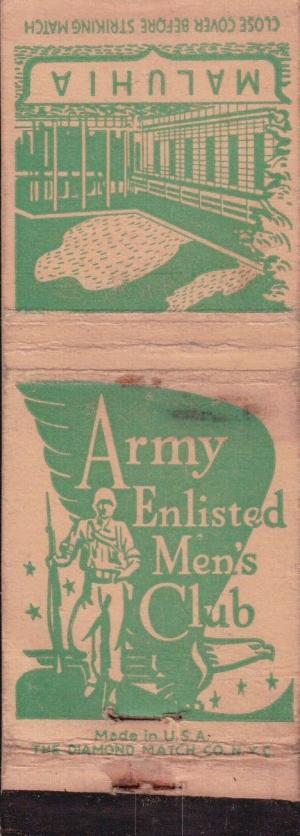 CLOSE COVER BEFORE STRIKING MATCH
MALUHIA
Army
Enlisted
Men's
Club
Made in U.S.A.
THE DIAMOND MATCH CO. N.Y.C.